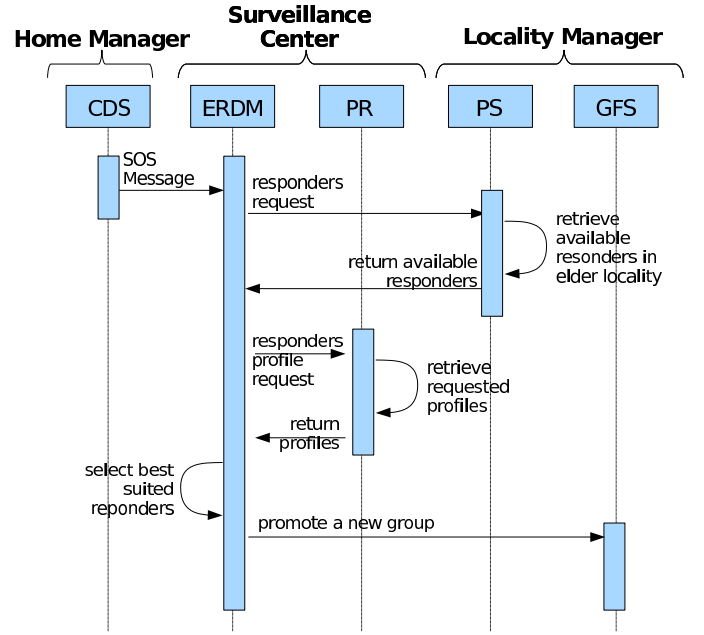 Home Manager
Surveillance
Center
Locality Manager
CDS
ERDM
PR
PS
GFS
SOS
Message
responders
request
retrieve
available
resonders in
elder locality
return available
responders
responders
profile
request
retrieve
requested
profiles
return
profiles
select best
suited
reponders
promote a new group